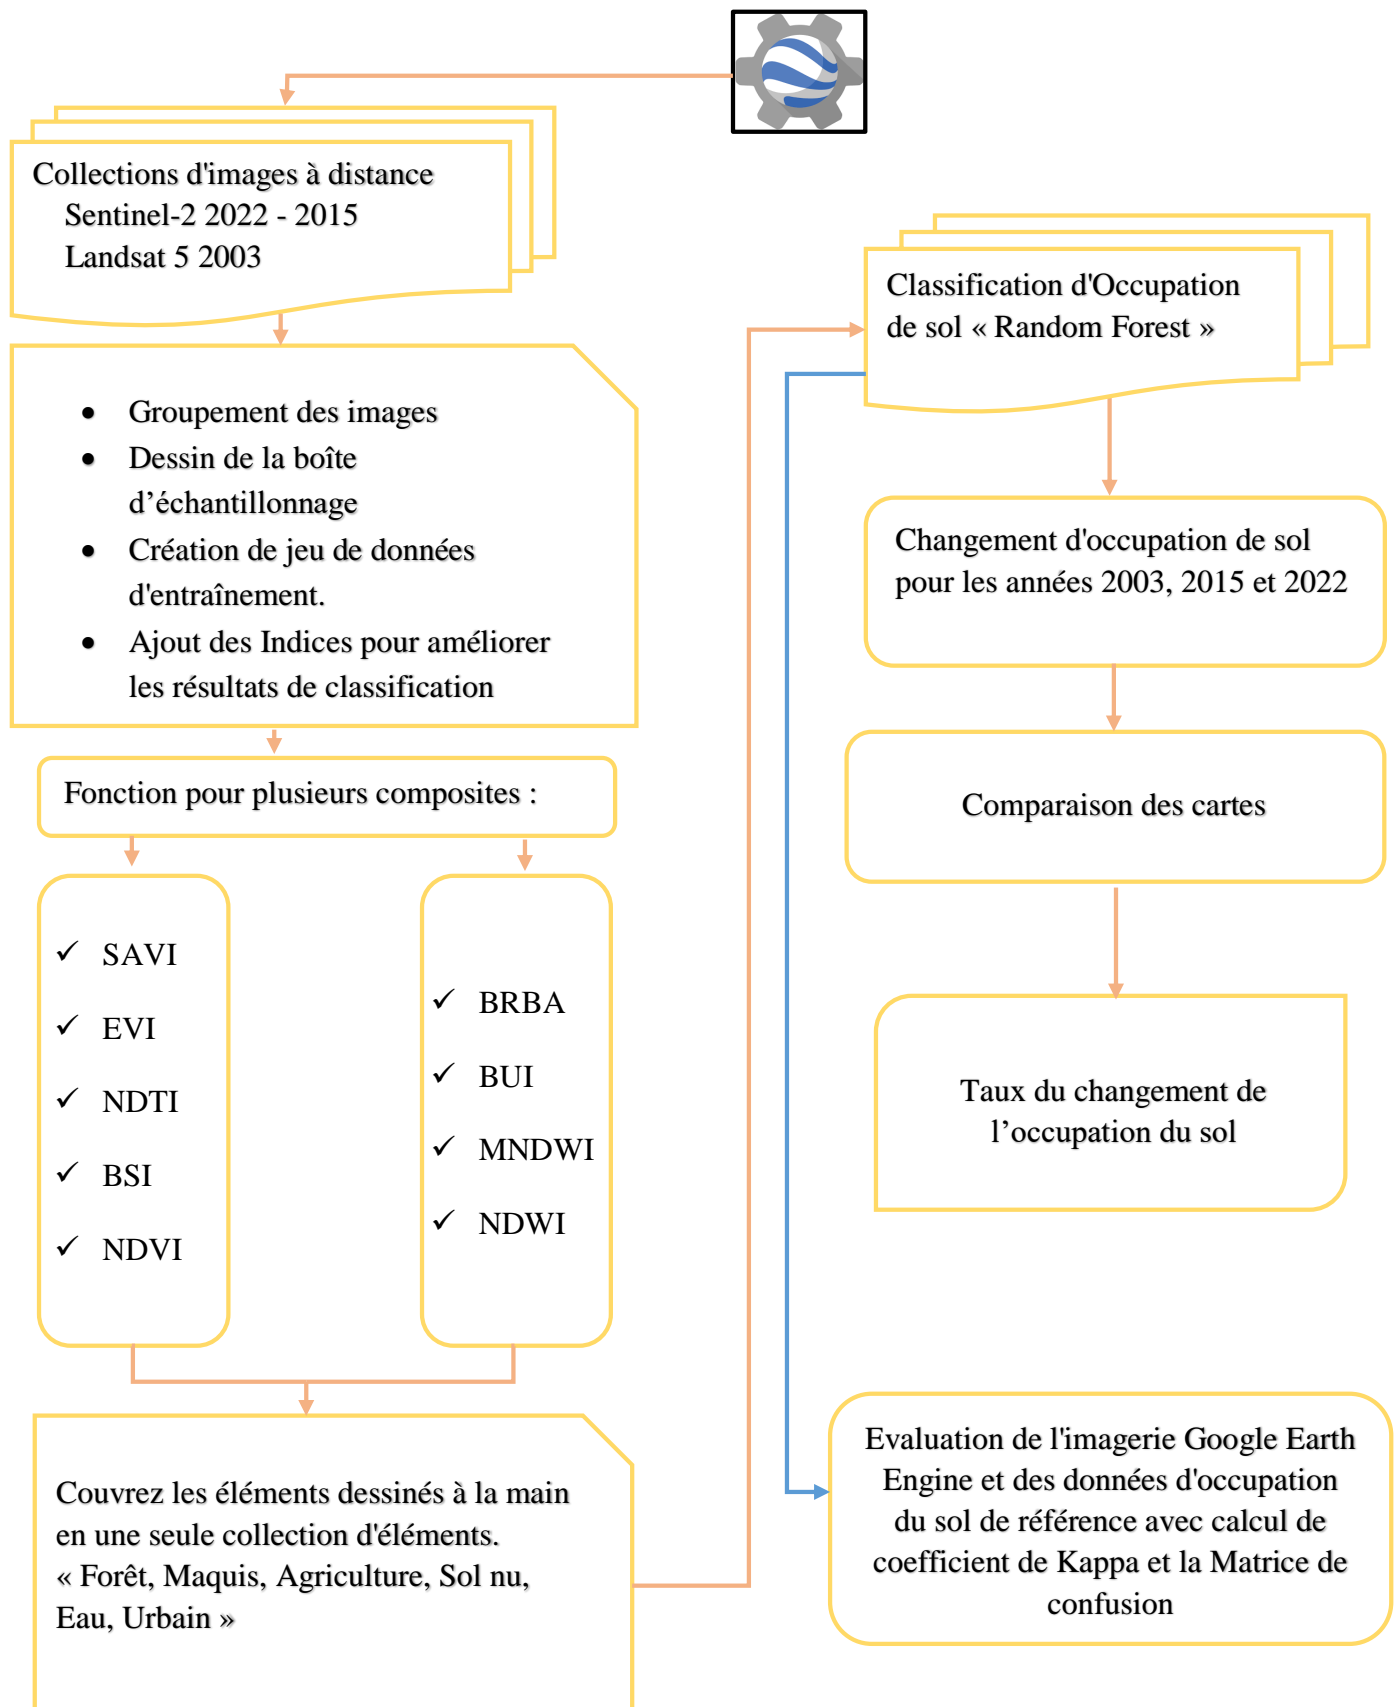 Collections d'images à distance
Sentinel-2 2022 - 2015
Landsat 5 2003
• Groupement des images
• Dessin de la boîte
d’échantillonnage
• Création de jeu de données
d'entraînement.
• Ajout des Indices pour améliorer
les résultats de classification
Fonction pour plusieurs composites :
✓ SAVI
✓ EVI
✓ NDTI
✓ BSI
✓ NDVI
✓ BRBA
✓ BUI
✓ MNDWI
✓ NDWI
Couvrez les éléments dessinés à la main
en une seule collection d'éléments.
« Forêt, Maquis, Agriculture, Sol nu,
Eau, Urbain »
Classification d'Occupation
de sol « Random Forest »
Changement d'occupation de sol
pour les années 2003, 2015 et 2022
Comparaison des cartes
Taux du changement de
l’occupation du sol
Evaluation de l'imagerie Google Earth
Engine et des données d'occupation
du sol de référence avec calcul de
coefficient de Kappa et la Matrice de
confusion